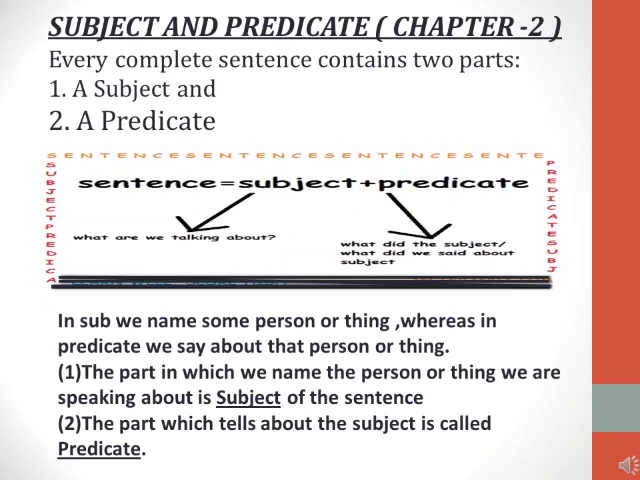 SUBJECT AND PREDICATE ( CHAPTER -2 )
Every complete sentence contains two parts:
1. A Subject and
2. A Predicate
SENTENCESENTENCESENTENCESENTE
SUBJECTPREDICA
PREDICATESUBJ
sentence=subject+predicate
what are we talking about?
what did the subject/
what did we said about
subject
In sub we name some person or thing ,whereas in
predicate we say about that person or thing.
(1)The part in which we name the person or thing we are
speaking about is Subject of the sentence
(2)The part which tells about the subject is called
Predicate.